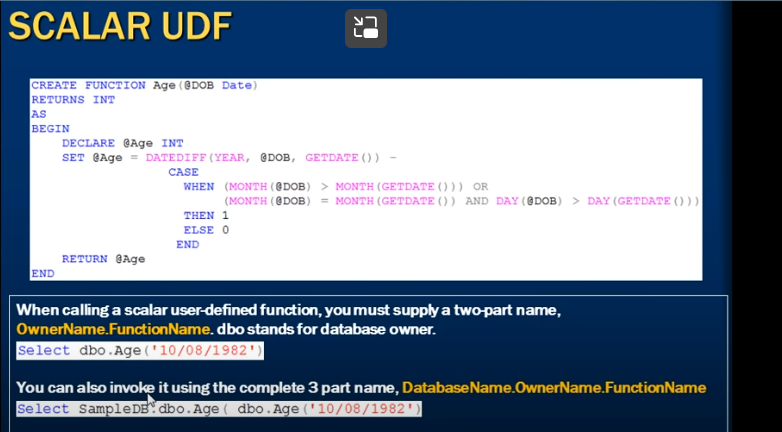 SCALAR UDF
CREATE FUNCTION Age(@DOB Date)
RETURNS INT
AS
BEGIN
DECLARE @Age INT
SET @Age = DATEDIFF(YEAR, @DOB, GETDATE()) -
CASE
WHEN (MONTH(@DOB) > MONTH(GETDATE())) OR
(MONTH(@DOB) = MONTH(GETDATE()) AND DAY(@DOB) > DAY(GETDATE()))
THEN 1
ELSE 0
END
RETURN @Age
END
When calling a scalar user-defined function, you must supply a two-part name,
OwnerName.FunctionName. dbo stands for database owner.
Select dbo.Age('10/08/1982')
You can also invoke it using the complete 3 part name, DatabaseName.OwnerName.FunctionName
Select SampleDB.dbo.Age( dbo.Age('10/08/1982')